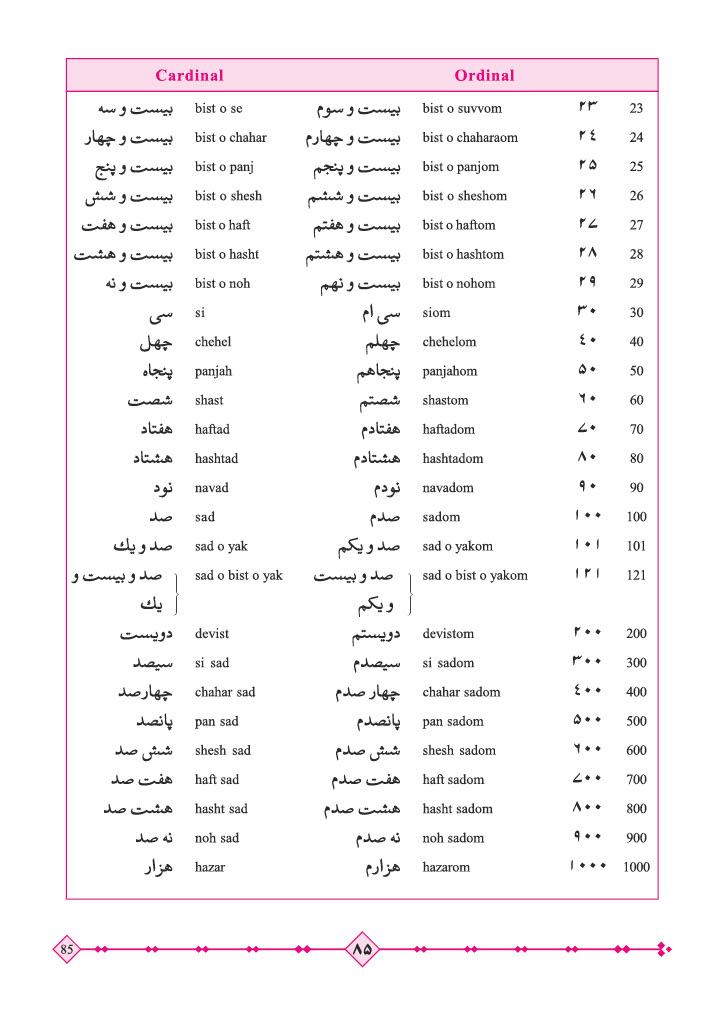 Cardinal Ordinal
بیست و سه bist o se بیست و سوم bist o suvvom ۲۳ 23
بیست و چهار bist o chahar بیست و چهارم bist o chaharaom ۲٤ 24
بیست و پنج bist o panj بیست و پنجم bist o panjom ۲۵ 25
بیست و شش bist o shesh بیست و ششم bist o sheshom ۲٦ 26
بیست و هفت bist o haft بیست و هفتم bist o haftom ۲۷ 27
بیست و هشت bist o hasht بیست و هشتم bist o hashtom ۲۸ 28
بیست و نه bist o noh بیست و نهم bist o nohom ۲۹ 29
سی si سی ام siom ۳۰ 30
چهل chehel چهلم chehelom ٤۰ 40
پنجاه panjah پنجاهم panjahom ۵۰ 50
شصت shast شصتم shastom ٦۰ 60
هفتاد haftad هفتادم haftadom ۷۰ 70
هشتاد hashtad هشتادم hashtadom ۸۰ 80
نود navad نودم navadom ۹۰ 90
صد sad صدم sadom ۱۰۰ 100
صد و یك sad o yak صد و یکم sad o yakom ۱۰۱ 101
صد و بیست و sad o bist o yak صد و بیست sad o bist o yakom ۱۲۱ 121
یك و یکم
دویست devist دویستم devistom ۲۰۰ 200
سیصد si sad سیصدم si sadom ۳۰۰ 300
چهارصد chahar sad چهار صدم chahar sadom ٤۰۰ 400
پانصد pan sad پانصدم pan sadom ۵۰۰ 500
شش صد shesh sad شش صدم shesh sadom ٦۰۰ 600
هفت صد haft sad هفت صدم haft sadom ۷۰۰ 700
هشت صد hasht sad هشت صدم hasht sadom ۸۰۰ 800
نه صد noh sad نه صدم noh sadom ۹۰۰ 900
هزار hazar هزارم hazarom ۱۰۰۰ 1000
85 ۸۵